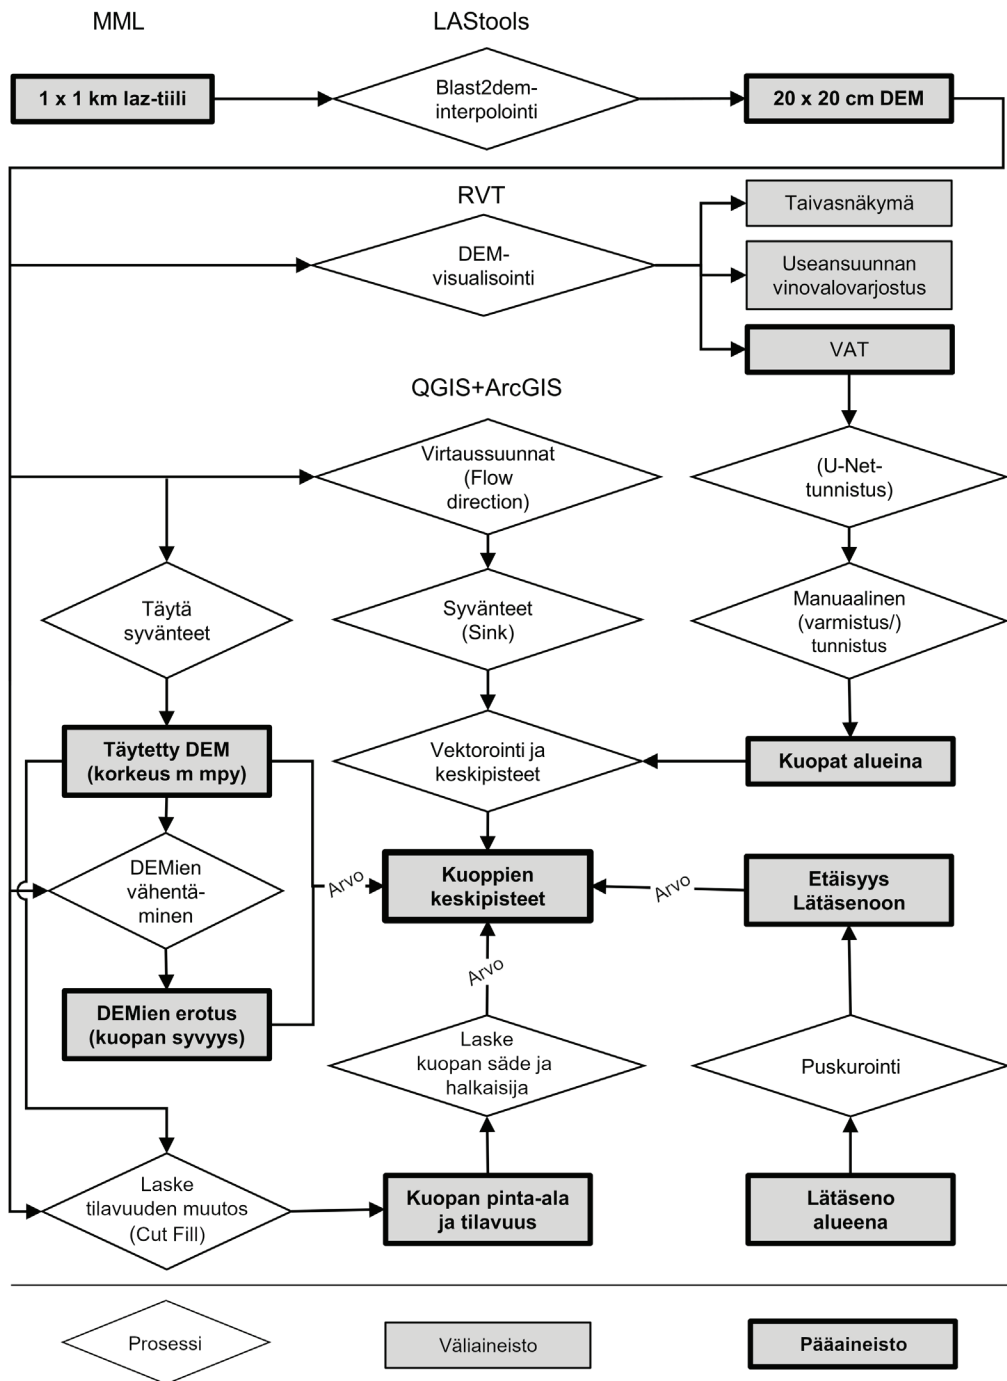 MML
LAStools
1 x 1 km laz-tiili
Blast2dem-
interpolointi
20 x 20 cm DEM
RVT
DEM-
visualisointi
Taivasnäkymä
Useansuunnan
vinovalovarjostus
VAT
QGIS+ArcGIS
Virtaussuunnat
(Flow
direction)
(U-Net-
tunnistus)
Täytä
syvänteet
Syvänteet
(Sink)
Manuaalinen
(varmistus/)
tunnistus
Täytetty DEM
(korkeus m mpy)
Vektorointi ja
keskipisteet
Kuopat alueina
DEMien
vähentä-
minen
Arvo
Kuoppien
keskipisteet
Arvo
Etäisyys
Lätäsenoon
Arvo
DEMien erotus
(kuopan syvyys)
Laske
kuopan säde ja
halkaisija
Puskurointi
Laske
tilavuuden muutos
(Cut Fill)
Kuopan pinta-ala
ja tilavuus
Lätäseno
alueena
Prosessi
Väliaineisto
Pääaineisto